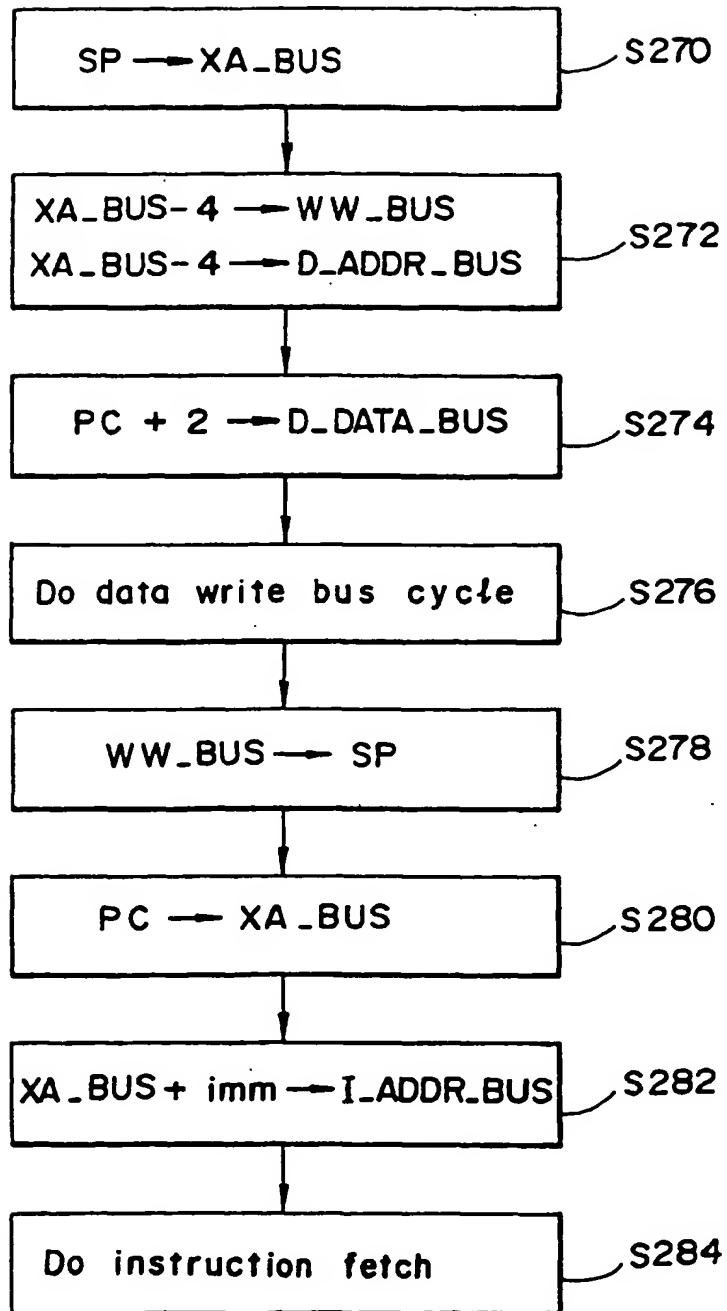 SP → XA_BUS
S270
XA_BUS-4 → WW_BUS
XA_BUS-4 → D_ADDR_BUS
S272
PC + 2 → D_DATA_BUS
S274
Do data write bus cycle
S276
WW_BUS → SP
S278
PC → XA_BUS
S280
XA_BUS + imm → I_ADDR_BUS
S282
Do instruction fetch
S284